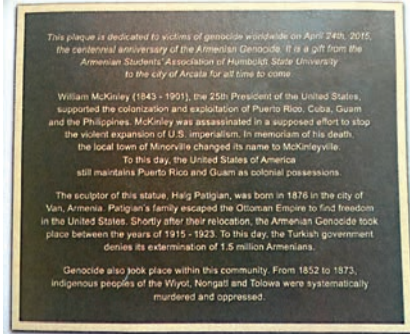 This plaque is dedicated to victims of genocide worldwide on April 24th, 2015,
the centennial anniversary of the Armenian Genocide. It is a gift from the
Armenian Students' Association of Humboldt State University
to the city of Arcata for all time to come
William McKinley (1843 - 1901), the 25th President of the United States,
supported the colonization and exploitation of Puerto Rico, Cuba, Guam
and the Philippines. McKinley was assassinated in a supposed effort to stop
the violent expansion of U.S. imperialism. In memoriam of his death,
the local town of Minorville changed its name to McKinleyville.
To this day, the United States of America
still maintains Puerto Rico and Guam as colonial possessions.
The sculptor of this statue, Haig Patigian, was born in 1876 in the city of
Van, Armenia. Patigian's family escaped the Ottoman Empire to find freedom
in the United States. Shortly after their relocation, the Armenian Genocide took
place between the years of 1915 - 1923. To this day, the Turkish government
denies its extermination of 1.5 million Armenians.
Genocide also took place within this community. From 1852 to 1873,
indigenous peoples of the Wiyot, Nongatl and Tolowa were systematically
murdered and oppressed.